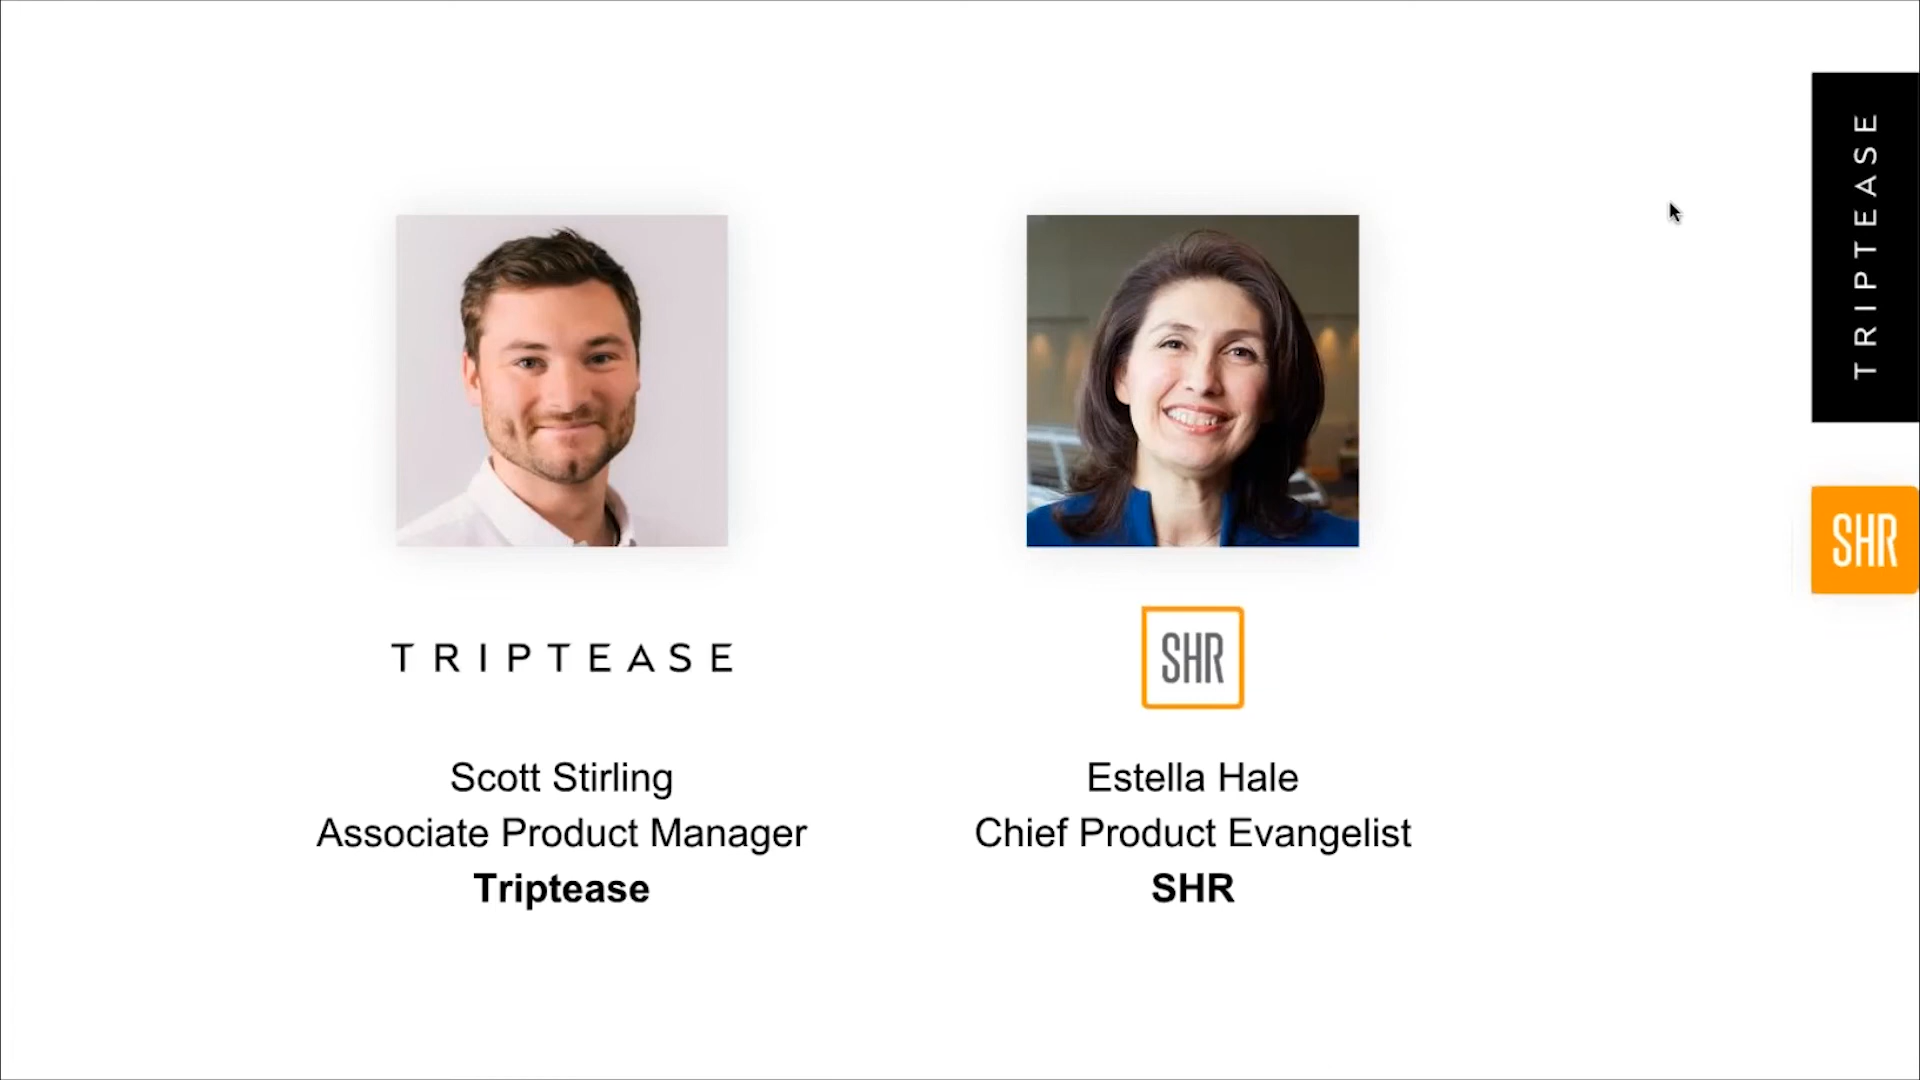 TRIPTEASE
Scott Stirling
Associate Product Manager
Triptease
SHR
Estella Hale
Chief Product Evangelist
SHR
TRIPTEASE
SHR